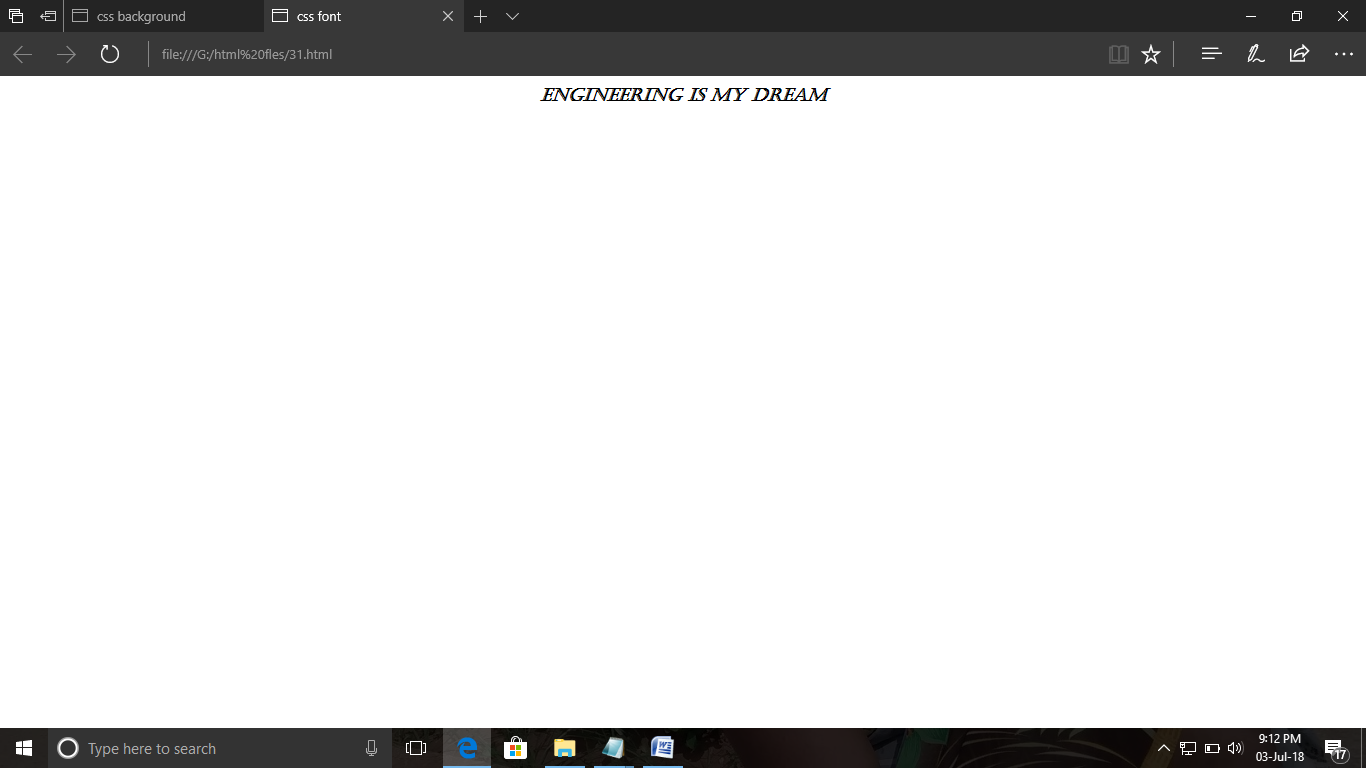 css background
css font
file:///G:/html%20fles/31.html
ENGINEERING IS MY DREAM
Type here to search
9:12 PM
03-Jul-18
17